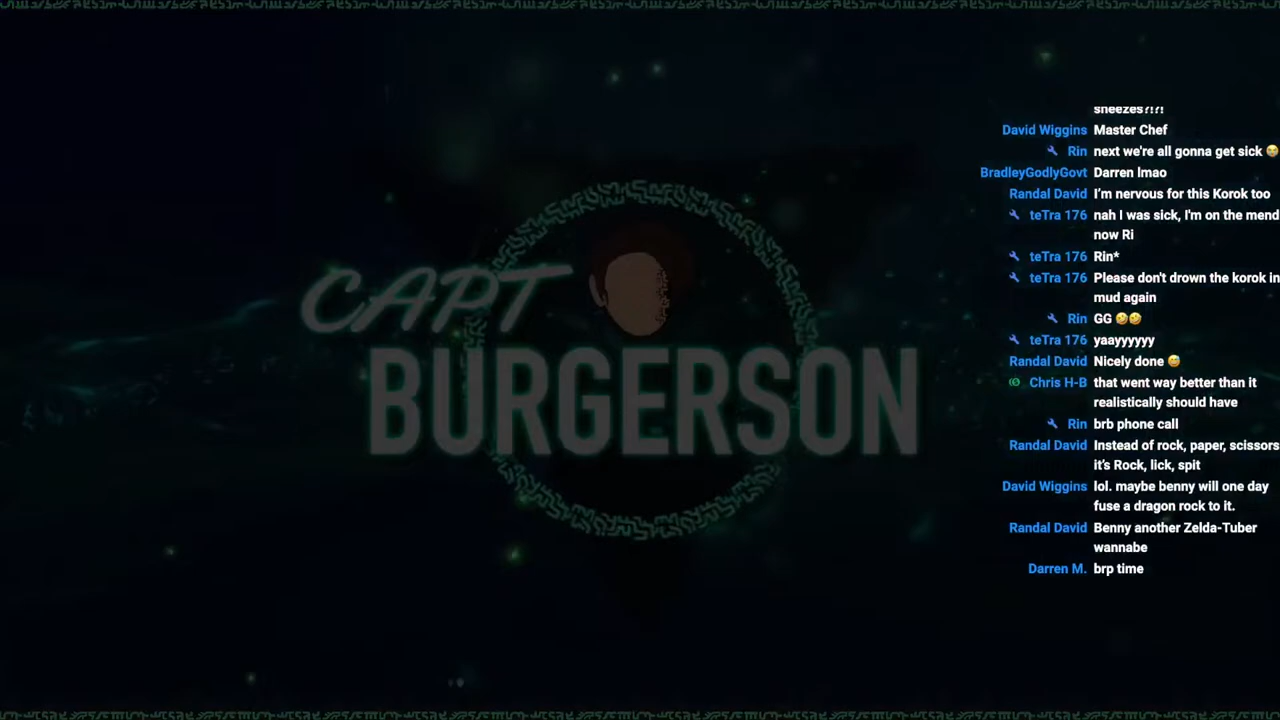 CAPT
BURGERSON
sneezes?!?!
David Wiggins Master Chef
Rin next we're all gonna get sick 😂
BradleyGodlyGovt Darren lmao
Randal David I'm nervous for this Korok too
teTra 176 nah I was sick, I'm on the mend
now Ri
teTra 176 Rin*
teTra 176 Please don't drown the korok in
mud again
Rin GG 🤣🤣
teTra 176 yaayyyyyy
Randal David Nicely done 😅
Chris H-B that went way better than it
realistically should have
Rin brb phone call
Randal David Instead of rock, paper, scissors
it's Rock, lick, spit
David Wiggins lol. maybe benny will one day
fuse a dragon rock to it.
Randal David Benny another Zelda-Tuber
wannabe
Darren M. brp time